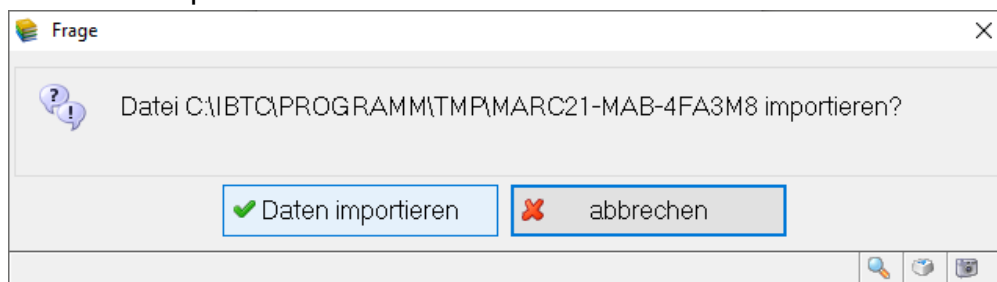 Frage
Datei C:\IBTC\PROGRAMM\TMP\MARC21-MAB-4FA3M8 importieren?
Daten importieren
abbrechen